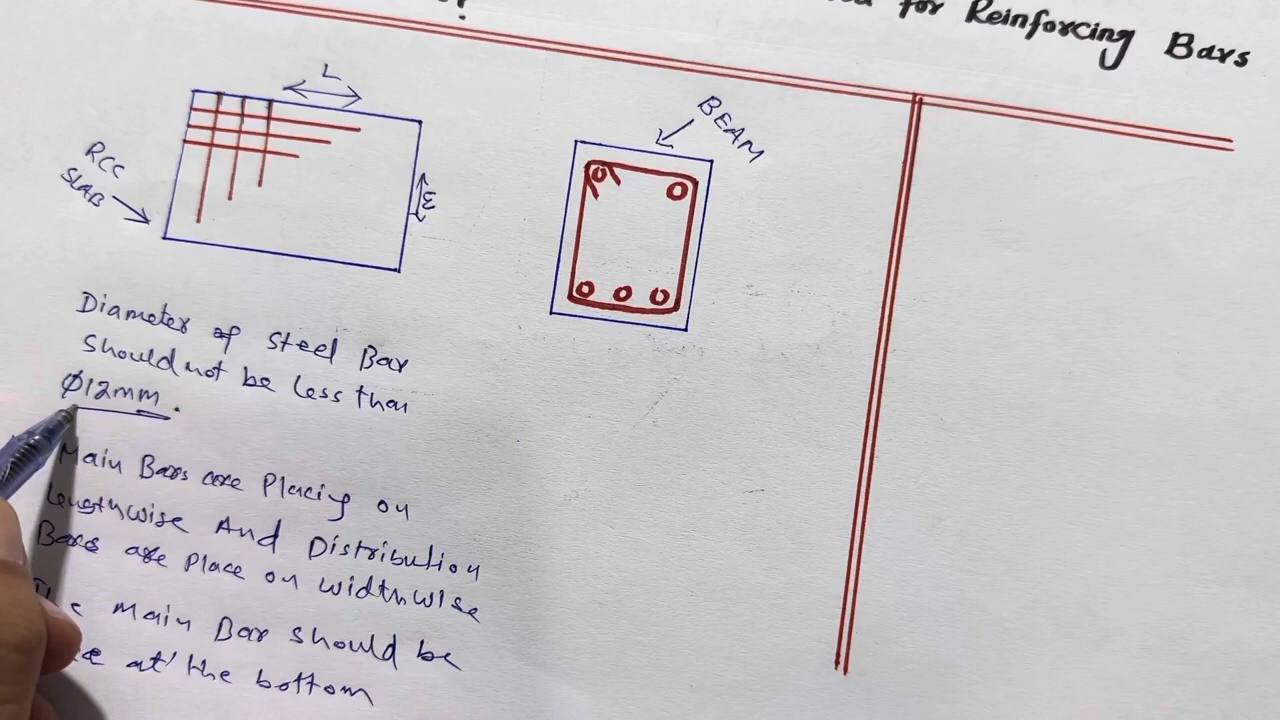 for Reinforcing Bars
L
BEAM
RCC
SLAB
W
Diameter of Steel Bar
Should not be Less than
Ø12mm.
Main Bars are Placing on
Lengthwise And Distribution
Bars are Place on widthwise
Main Bar should be
at the bottom